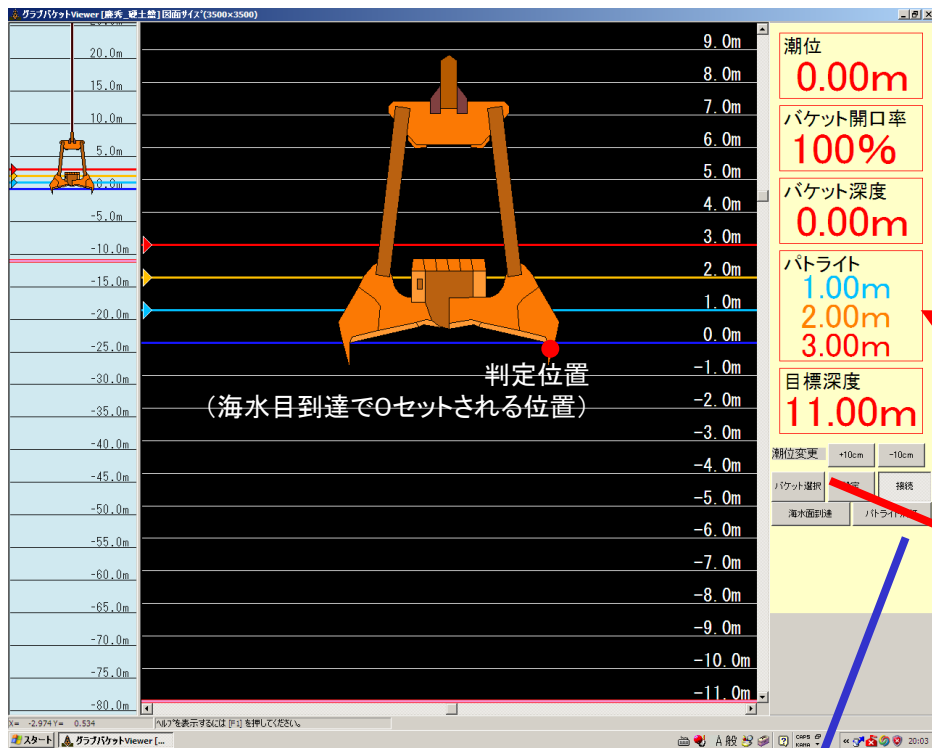 グラブバケットViewer [廉秀_硬土盤] 図面サイズ(3500×3500)
20.0m
15.0m
10.0m
5.0m
0.0m
-5.0m
-10.0m
-15.0m
-20.0m
-25.0m
-30.0m
-35.0m
-40.0m
-45.0m
-50.0m
-55.0m
-60.0m
-65.0m
-70.0m
-75.0m
-80.0m
9.0m
8.0m
7.0m
6.0m
5.0m
4.0m
3.0m
2.0m
1.0m
0.0m
-1.0m
-2.0m
-3.0m
-4.0m
-5.0m
-6.0m
-7.0m
-8.0m
-9.0m
-10.0m
-11.0m
判定位置
(海水目到達で0セットされる位置)
潮位
0.00m
バケット開口率
100%
バケット深度
0.00m
パトライト
1.00m
2.00m
3.00m
目標深度
11.00m
潮位変更 +10cm -10cm
バケット選択 接続
海水面到達
X= -2.974 Y= 0.534 ヘルプを表示するには [F1] を押してください。
スタート グラブバケットViewer [... A 般 CAPS KANA 20:03